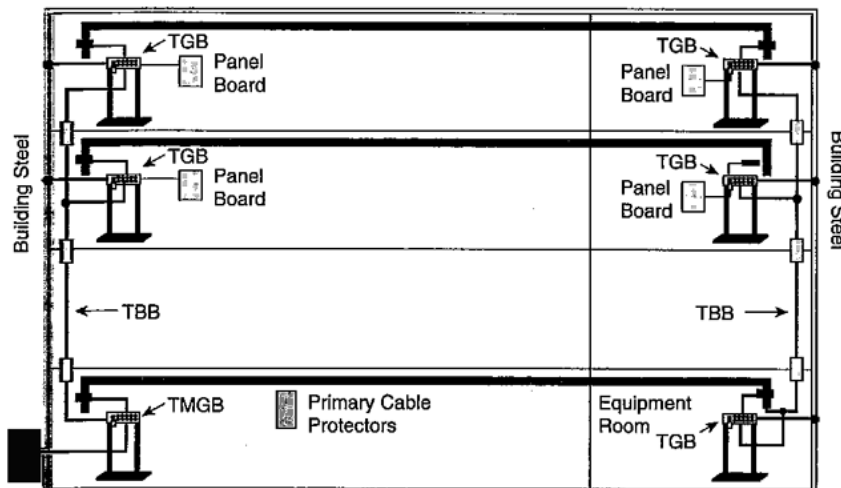 TGB
Panel
Board
TGB
Panel
Board
TGB
Panel
Board
TGB
Panel
Board
Building Steel
Building Steel
TBB
TBB
TMGB
Primary Cable
Protectors
Equipment
Room
TGB